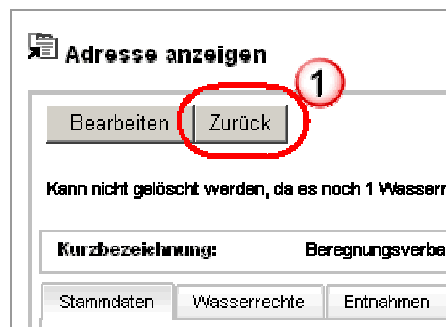 Adresse anzeigen
1
Bearbeiten Zurück
Kann nicht gelöscht werden, da es noch 1 Wasserr
Kurzbezeichnung: Beregnungsverba
Stammdaten Wasserrechte Entnahmen